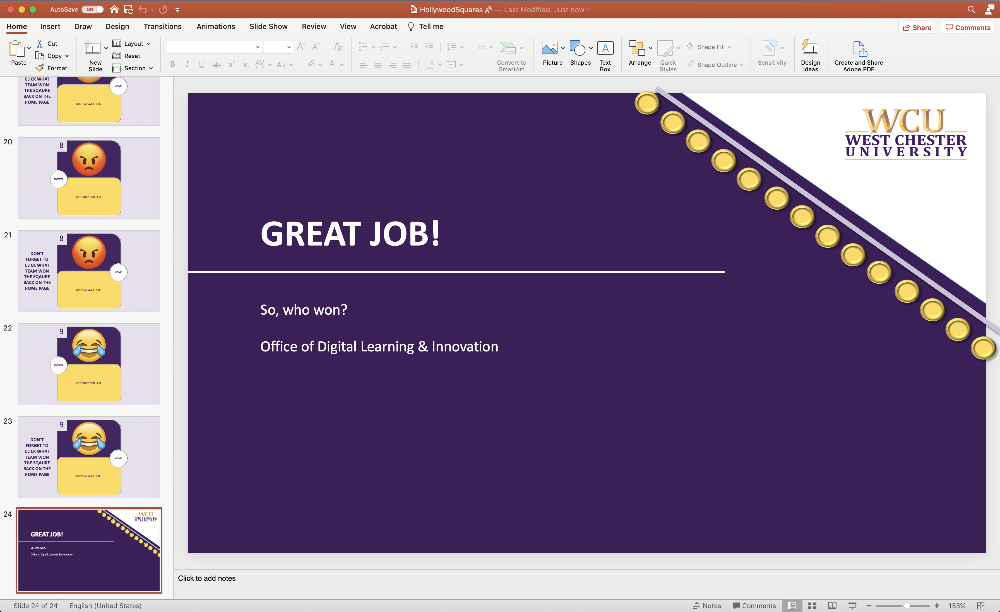 AutoSave ON
HollywoodSquares — Last Modified: Just now
Home Insert Draw Design Transitions Animations Slide Show Review View Acrobat Tell me
Share Comments
Paste
Cut
Copy
Format
New
Slide
Layout
Reset
Section
Convert to
SmartArt
Picture
Shapes
Text
Box
Arrange
Quick
Styles
Shape Fill
Shape Outline
Sensitivity
Design
Ideas
Create and Share
Adobe PDF
CLICK WHAT
TEAM WON
THE SQAURE
BACK ON THE
HOME PAGE
HOME
INSERT ANSWER HERE...
20
8
ANSWER
INSERT QUESTION HERE...
21
8
DON'T
FORGET TO
CLICK WHAT
TEAM WON
THE SQAURE
BACK ON THE
HOME PAGE
HOME
INSERT ANSWER HERE...
22
9
ANSWER
INSERT QUESTION HERE...
23
9
DON'T
FORGET TO
CLICK WHAT
TEAM WON
THE SQAURE
BACK ON THE
HOME PAGE
HOME
INSERT ANSWER HERE...
24
WCU
WEST CHESTER
UNIVERSITY
GREAT JOB!
So, who won?
Office of Digital Learning & Innovation
WCU
WEST CHESTER
UNIVERSITY
GREAT JOB!
So, who won?
Office of Digital Learning & Innovation
Click to add notes
Slide 24 of 24 English (United States)
Notes Comments 153%